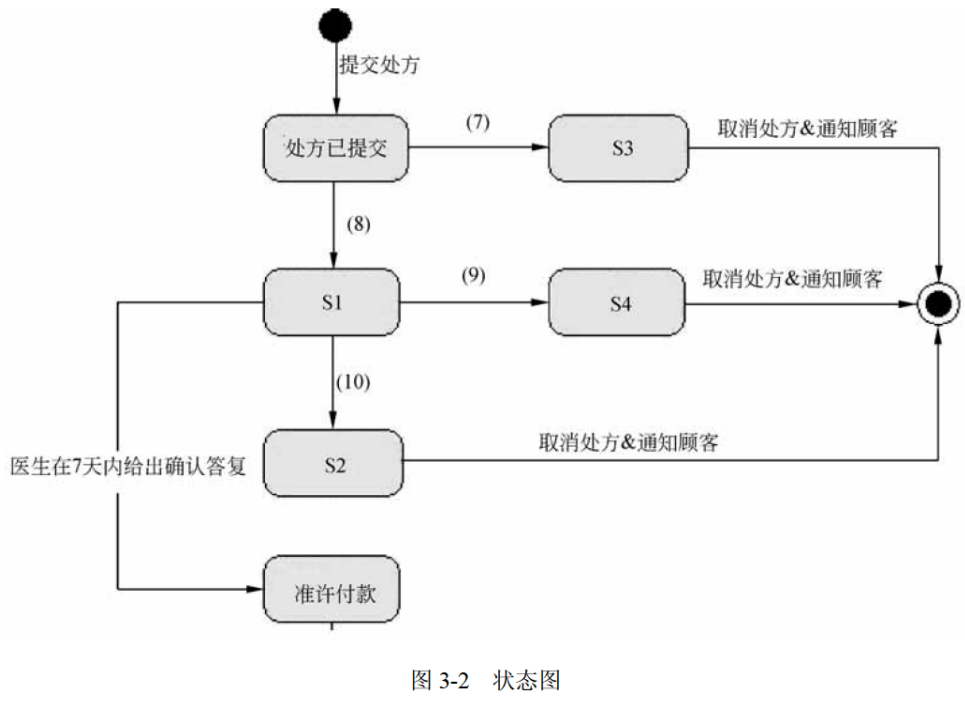 提交处方
处方已提交
(7)
S3
取消处方&通知顾客
(8)
S1
(9)
S4
取消处方&通知顾客
(10)
S2
取消处方&通知顾客
医生在7天内给出确认答复
准许付款
图 3-2 状态图